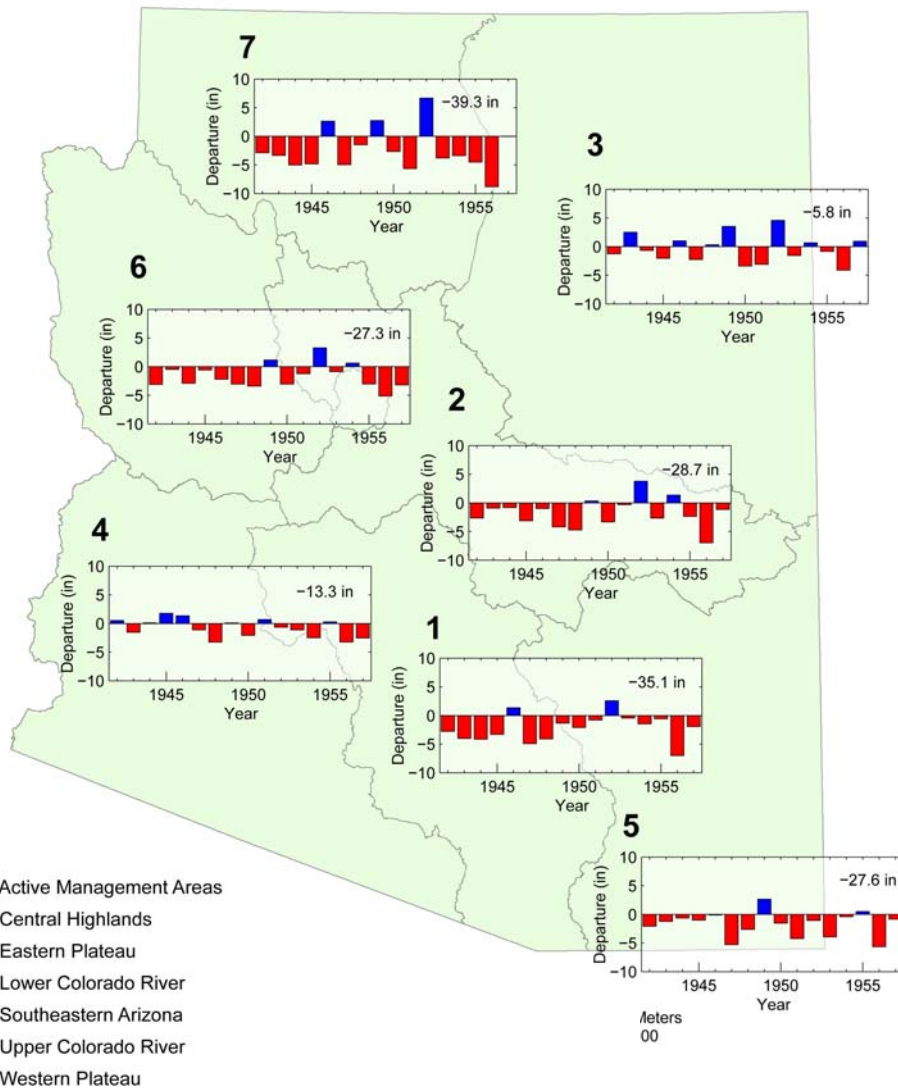 7
10
5
0
−5
−10
Departure (in)
−39.3 in
1945 1950 1955
Year
3
10
5
0
−5
−10
Departure (in)
−5.8 in
1945 1950 1955
Year
6
10
5
0
−5
−10
Departure (in)
−27.3 in
1945 1950 1955
Year
2
10
5
0
−5
−10
Departure (in)
−28.7 in
1945 1950 1955
Year
4
10
5
0
−5
−10
Departure (in)
−13.3 in
1945 1950 1955
Year
1
10
5
0
−5
−10
Departure (in)
−35.1 in
1945 1950 1955
Year
5
10
5
0
−5
−10
Departure (in)
−27.6 in
1945 1950 1955
Year
Active Management Areas
Central Highlands
Eastern Plateau
Lower Colorado River
Southeastern Arizona
Upper Colorado River
Western Plateau